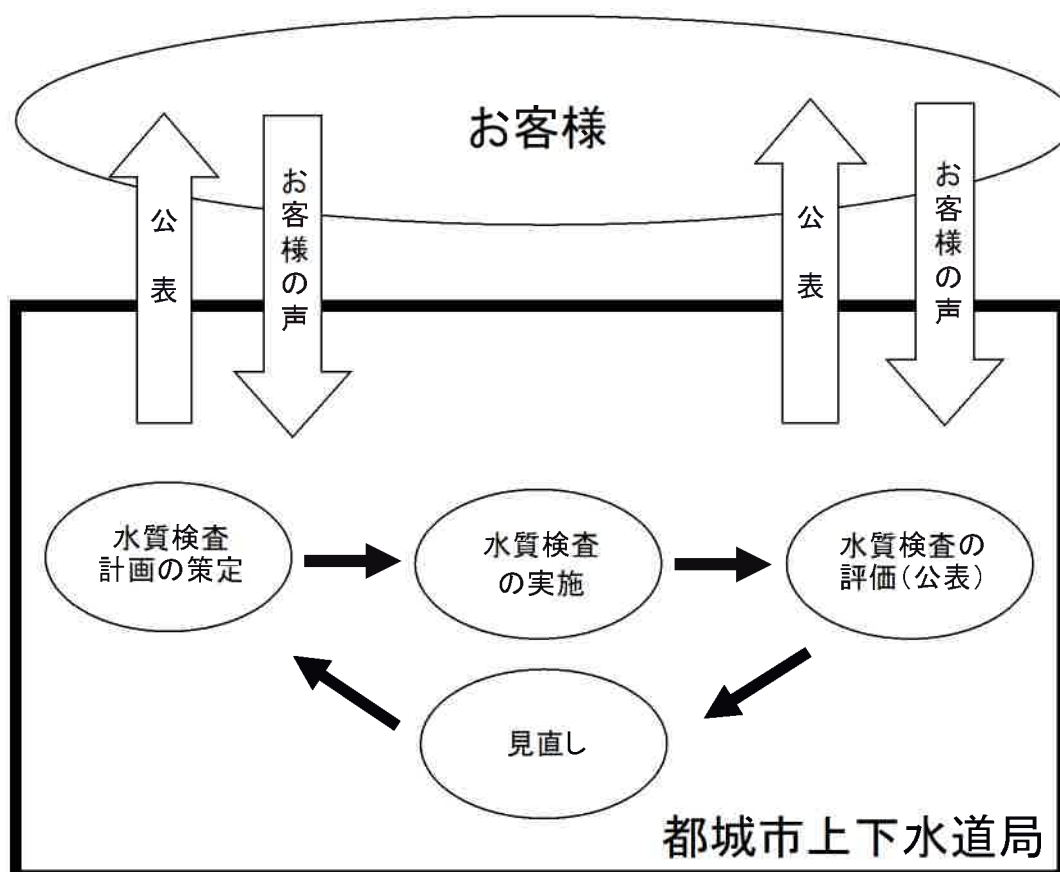 お客様
公表
お客様の声
公表
お客様の声
水質検査
計画の策定
水質検査
の実施
水質検査の
評価(公表)
見直し
都城市上下水道局